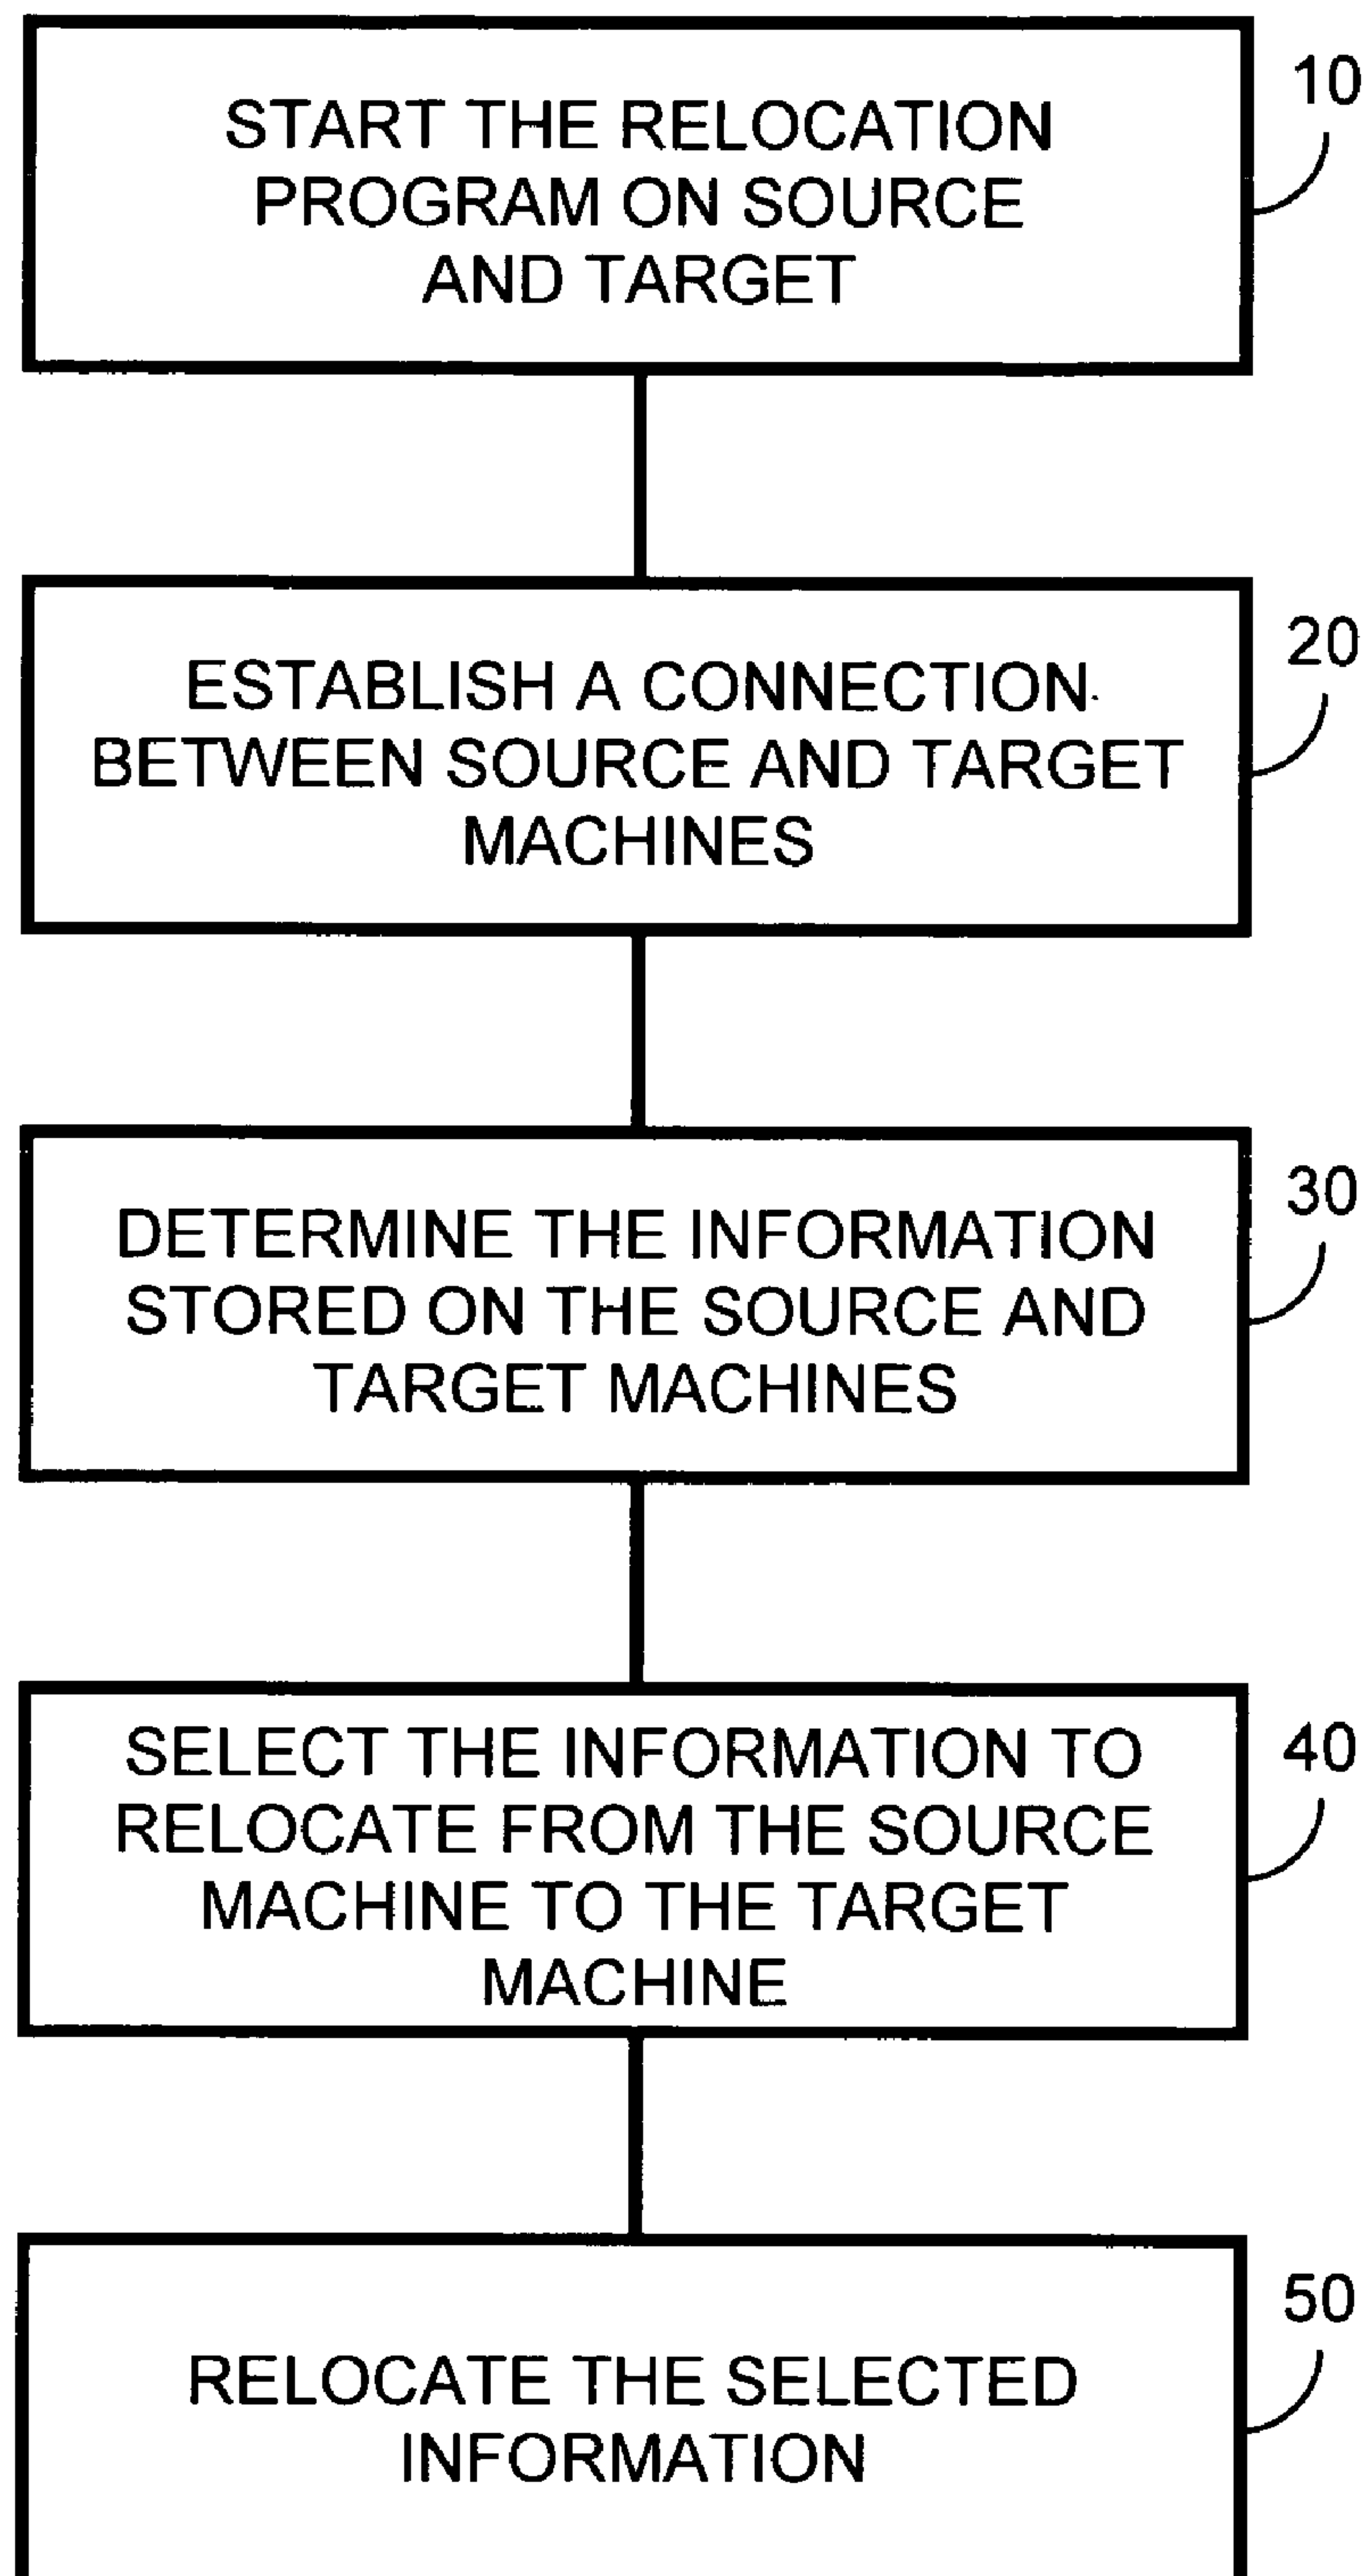 START THE RELOCATION
PROGRAM ON SOURCE
AND TARGET
10
ESTABLISH A CONNECTION
BETWEEN SOURCE AND TARGET
MACHINES
20
DETERMINE THE INFORMATION
STORED ON THE SOURCE AND
TARGET MACHINES
30
SELECT THE INFORMATION TO
RELOCATE FROM THE SOURCE
MACHINE TO THE TARGET
MACHINE
40
RELOCATE THE SELECTED
INFORMATION
50